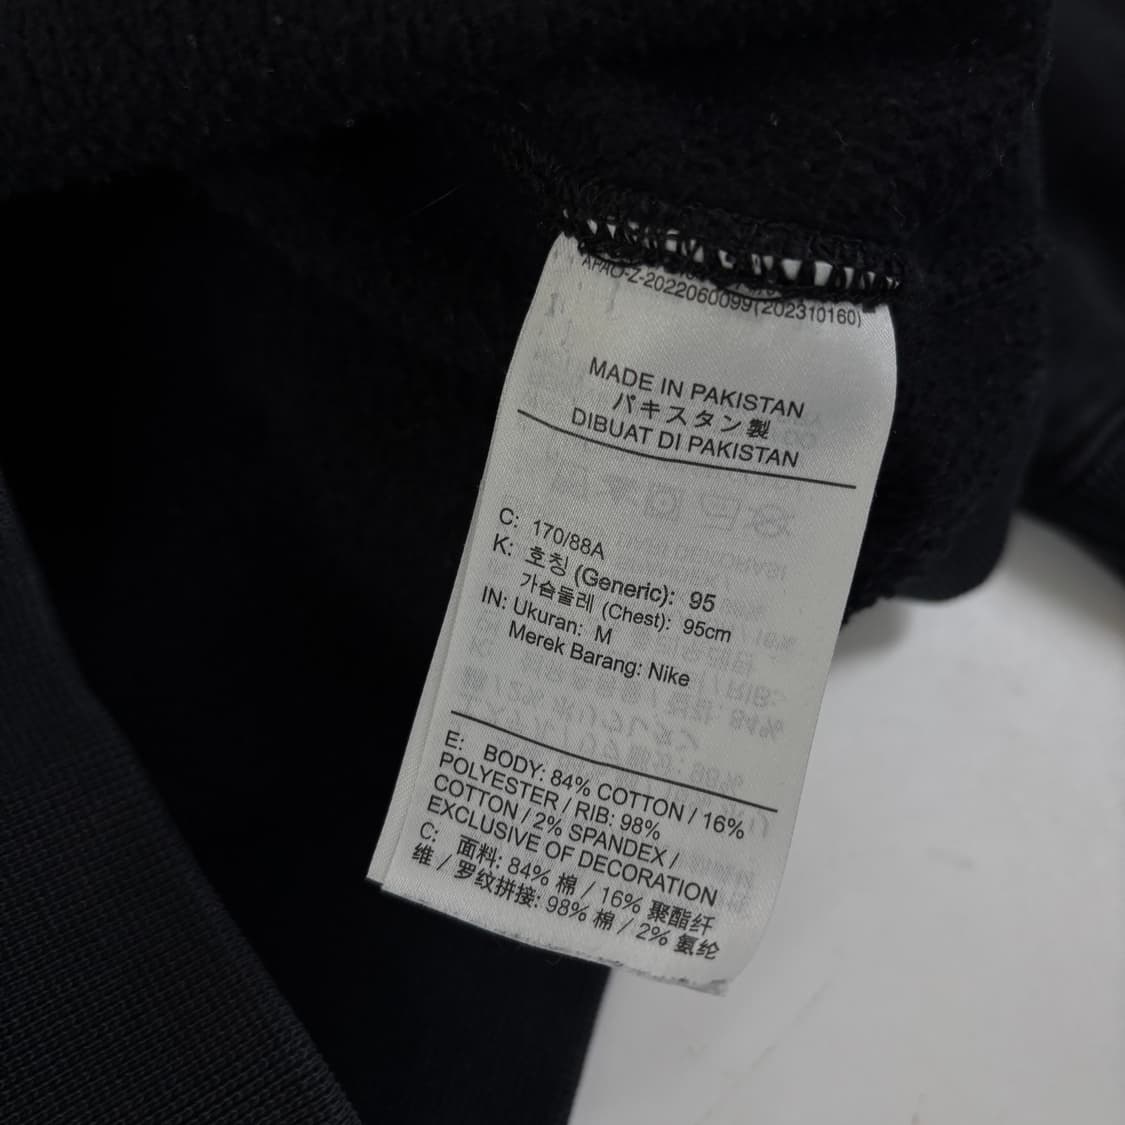 APAO-Z-2022060099(202310160)
MADE IN PAKISTAN
パキスタン製
DIBUAT DI PAKISTAN
C: 170/88A
K: 호칭 (Generic): 95
가슴둘레 (Chest): 95cm
IN: Ukuran: M
Merek Barang: Nike
E: BODY: 84% COTTON / 16%
POLYESTER / RIB: 98%
COTTON / 2% SPANDEX /
EXCLUSIVE OF DECORATION
C: 面料: 84% 棉 / 16% 聚酯纤
维 / 罗纹拼接: 98% 棉 / 2% 氨纶